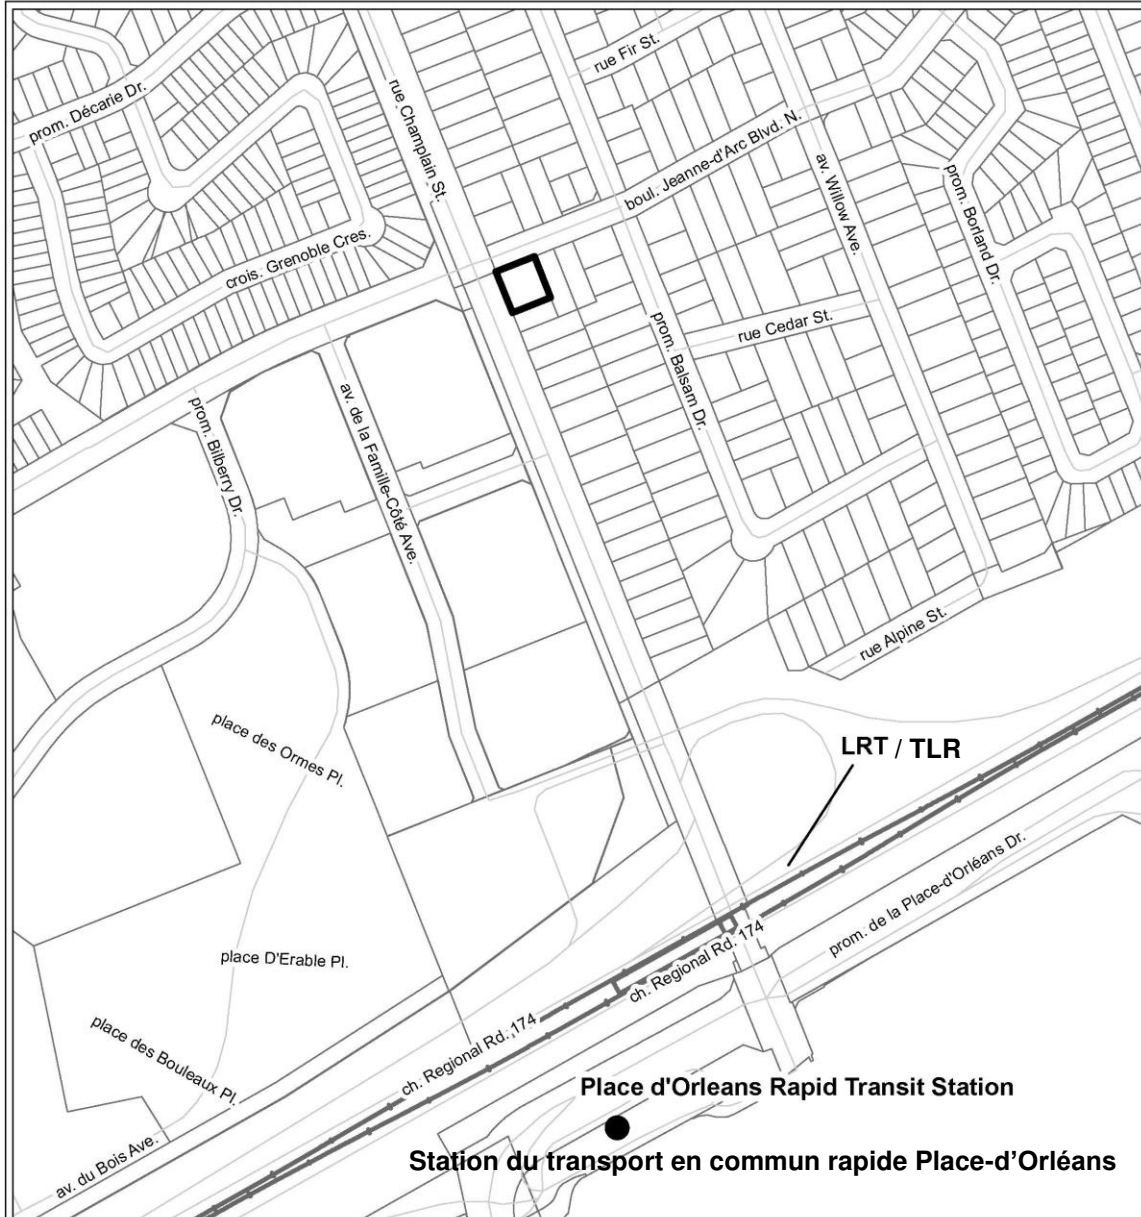 rue Fir St.
prom. Décarie Dr.
rue Champlain St.
boul. Jeanne-d'Arc Blvd. N.
av. Willow Ave.
prom. Borland Dr.
crois. Grenoble Cres.
rue Cedar St.
prom. Balsam Dr.
av. de la Famille-Côté Ave.
prom. Bilberry Dr.
rue Alpine St.
place des Ormes Pl.
LRT / TLR
prom. de la Place-d'Orléans Dr.
ch. Regional Rd. 174
place D'Erable Pl.
ch. Regional Rd. 174
place des Bouleaux Pl.
Place d'Orleans Rapid Transit Station
av. du Bois Ave.
Station du transport en commun rapide Place-d’Orléans